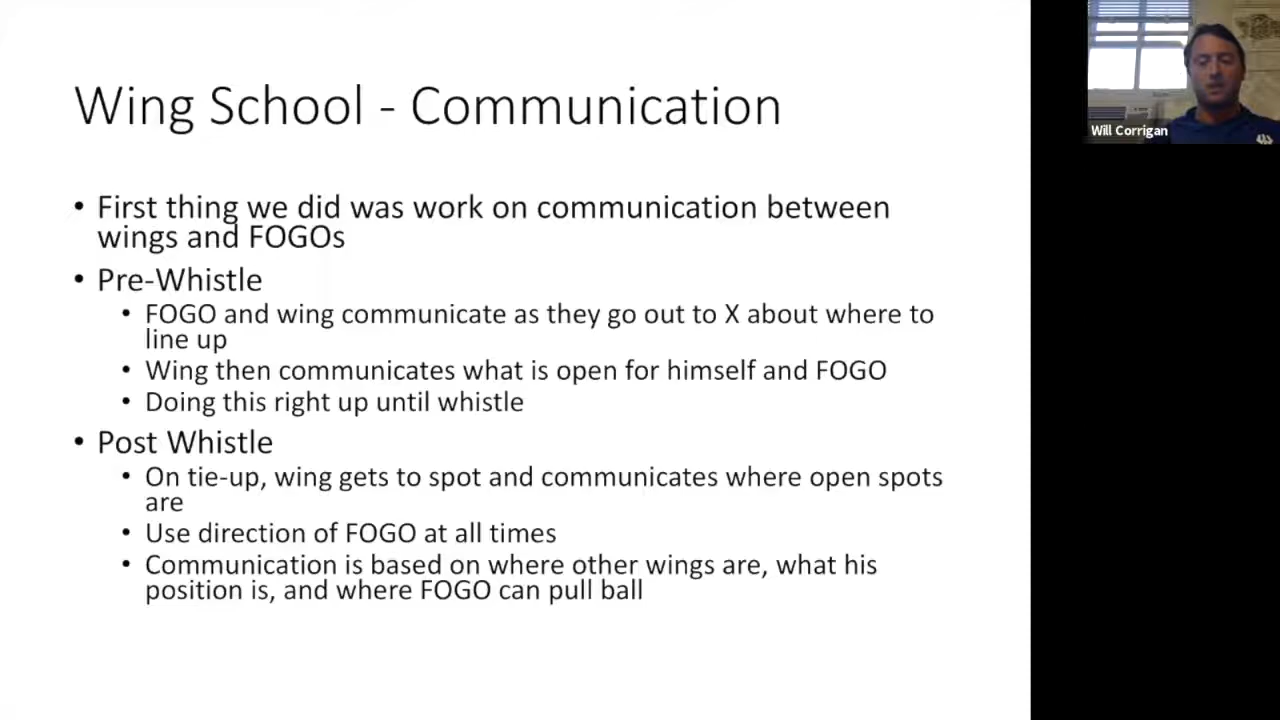 Wing School - Communication
• First thing we did was work on communication between
wings and FOGOs
• Pre-Whistle
• FOGO and wing communicate as they go out to X about where to
line up
• Wing then communicates what is open for himself and FOGO
• Doing this right up until whistle
• Post Whistle
• On tie-up, wing gets to spot and communicates where open spots
are
• Use direction of FOGO at all times
• Communication is based on where other wings are, what his
position is, and where FOGO can pull ball
Will Corrigan